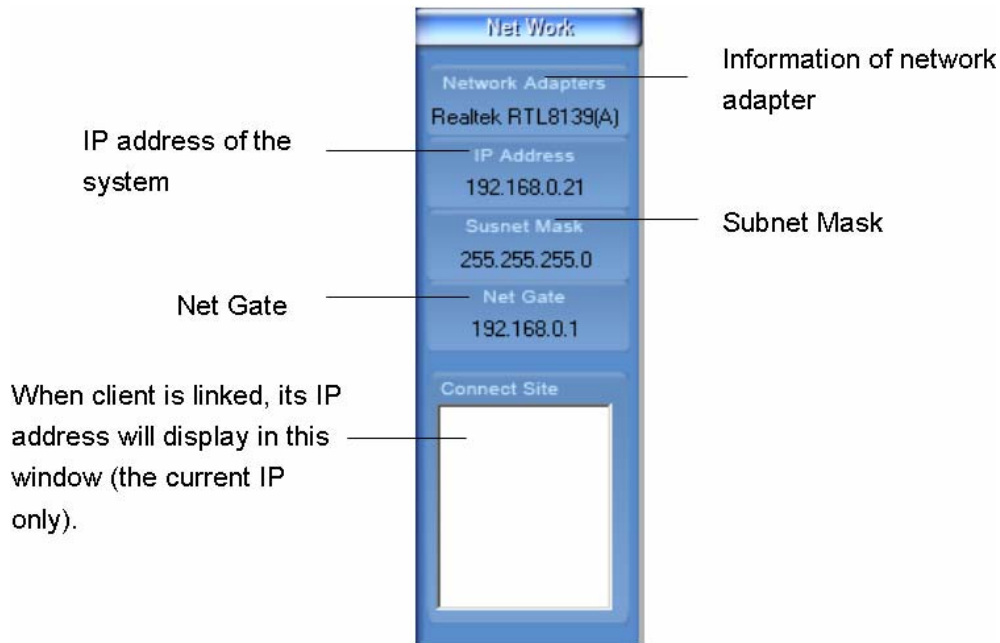 Net Work
Network Adapters
Realtek RTL8139(A)
IP Address
192.168.0.21
Susnet Mask
255.255.255.0
Net Gate
192.168.0.1
Connect Site
Information of network
adapter
IP address of the
system
Subnet Mask
Net Gate
When client is linked, its IP
address will display in this
window (the current IP
only).